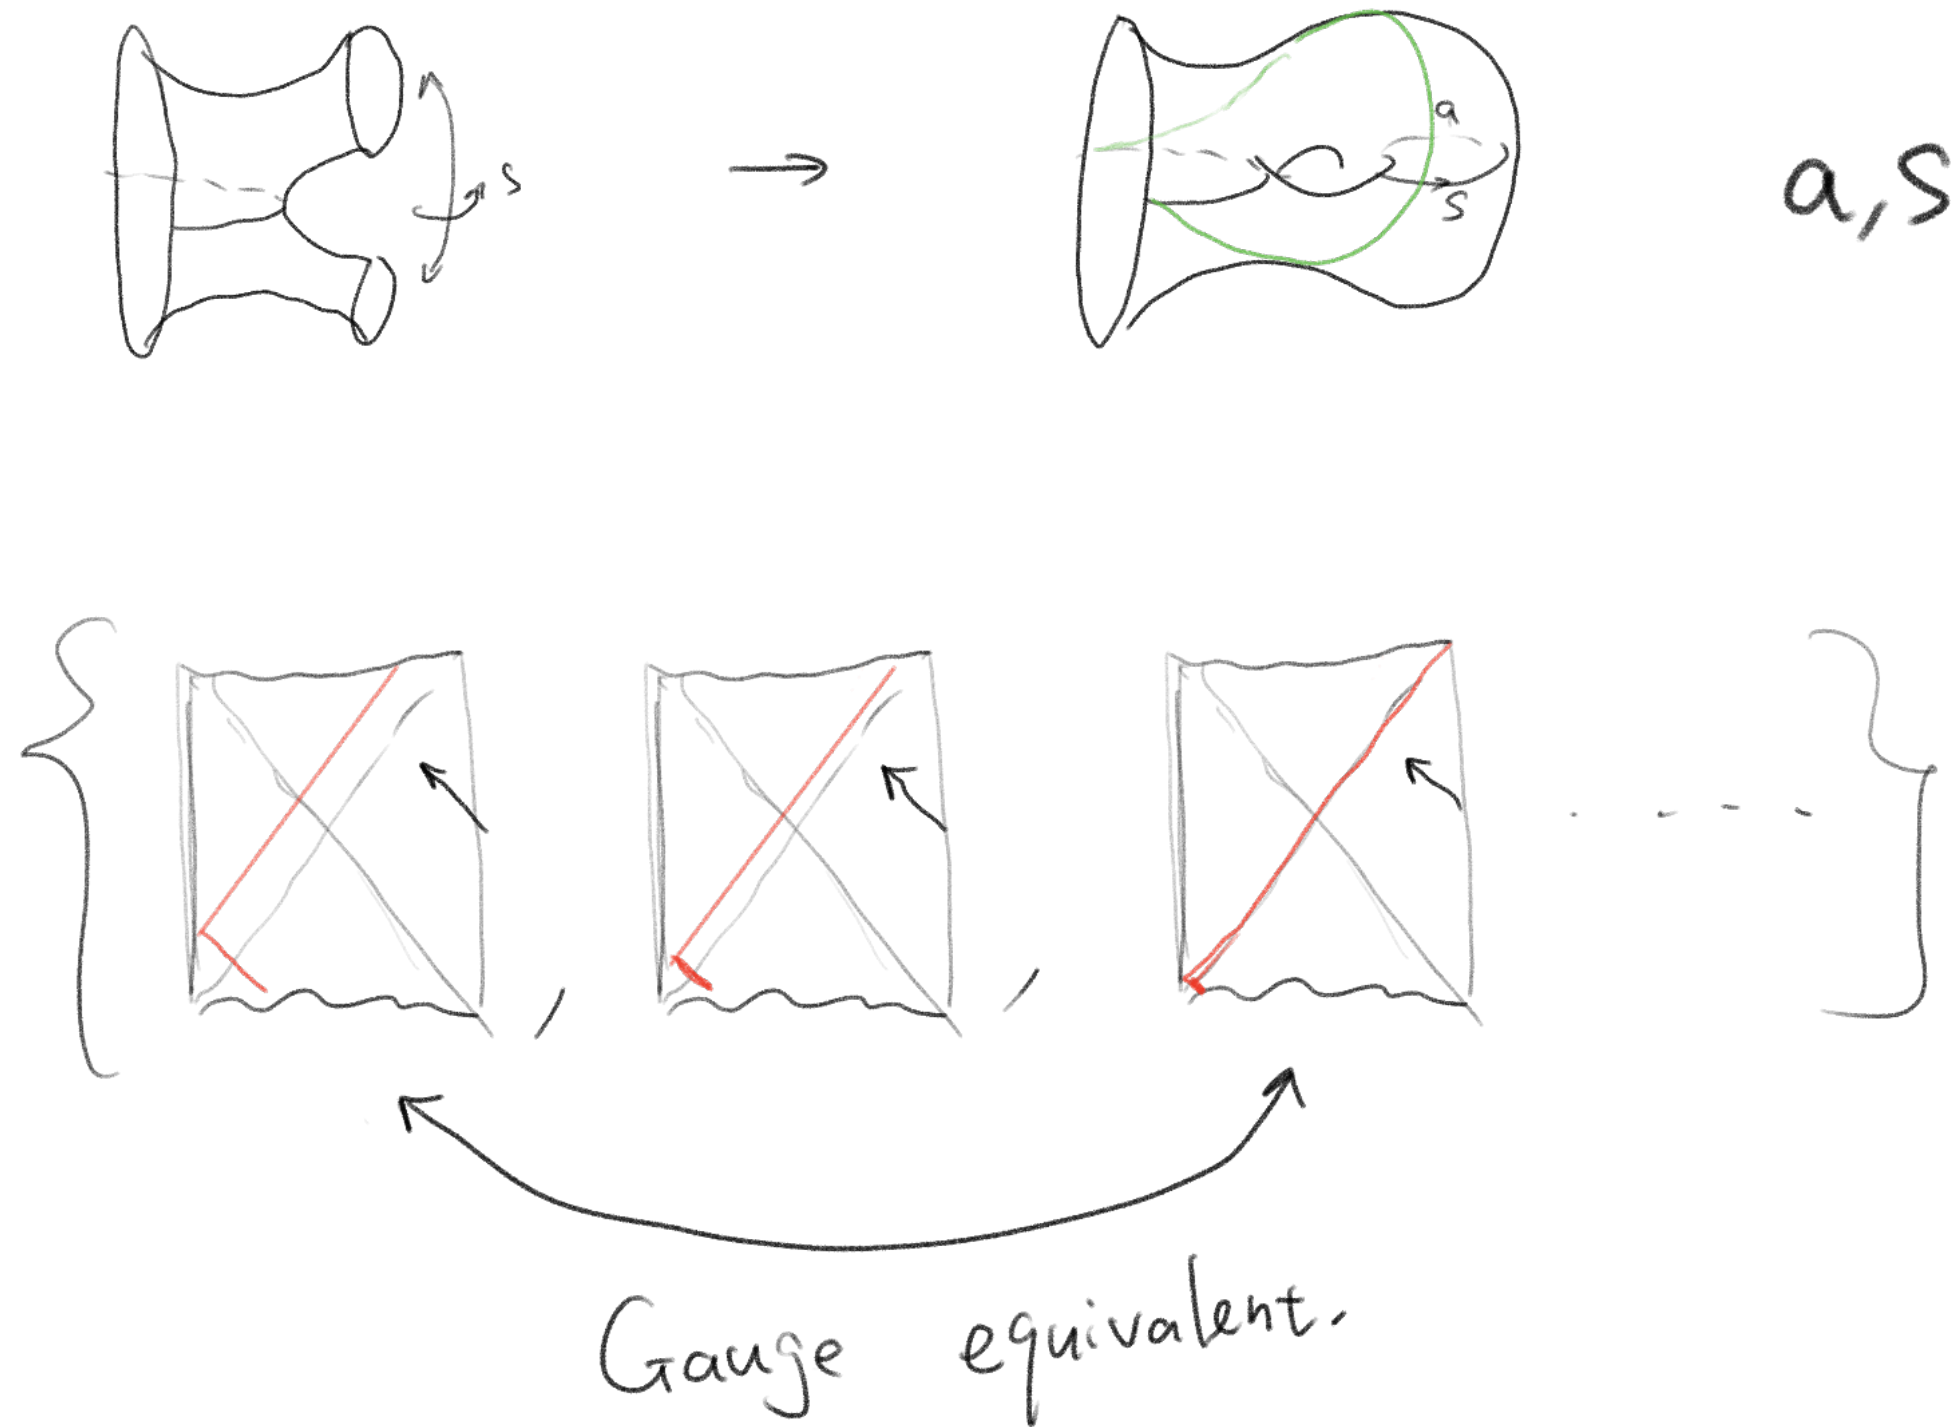 s
a
s
a, s
{ , , ..... }
Gauge equivalent.